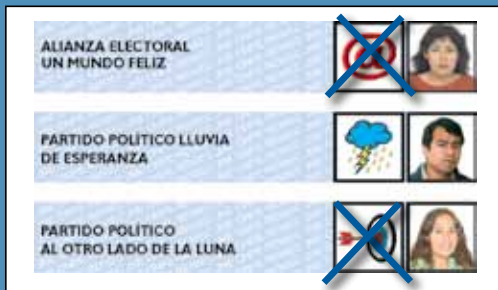 ALIANZA ELECTORAL
UN MUNDO FELIZ
@
PARTIDO POLÍTICO LLUVIA
DE ESPERANZA
PARTIDO POLÍTICO
AL OTRO LADO DE LA LUNA